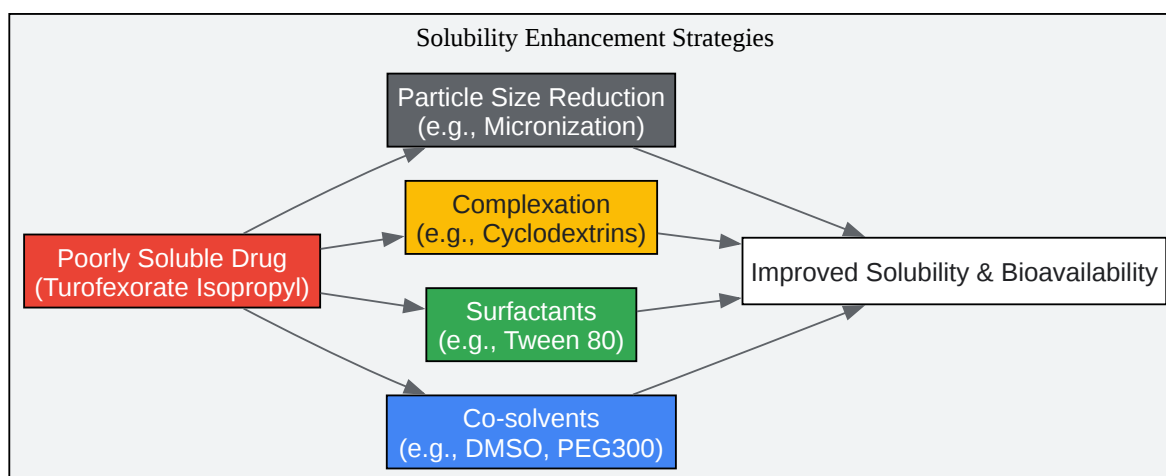 Solubility Enhancement Strategies
Particle Size Reduction
(e.g., Micronization)
Complexation
(e.g., Cyclodextrins)
Poorly Soluble Drug
(Turofexorate Isopropyl)
Improved Solubility & Bioavailability
Surfactants
(e.g., Tween 80)
Co-solvents
(e.g., DMSO, PEG300)